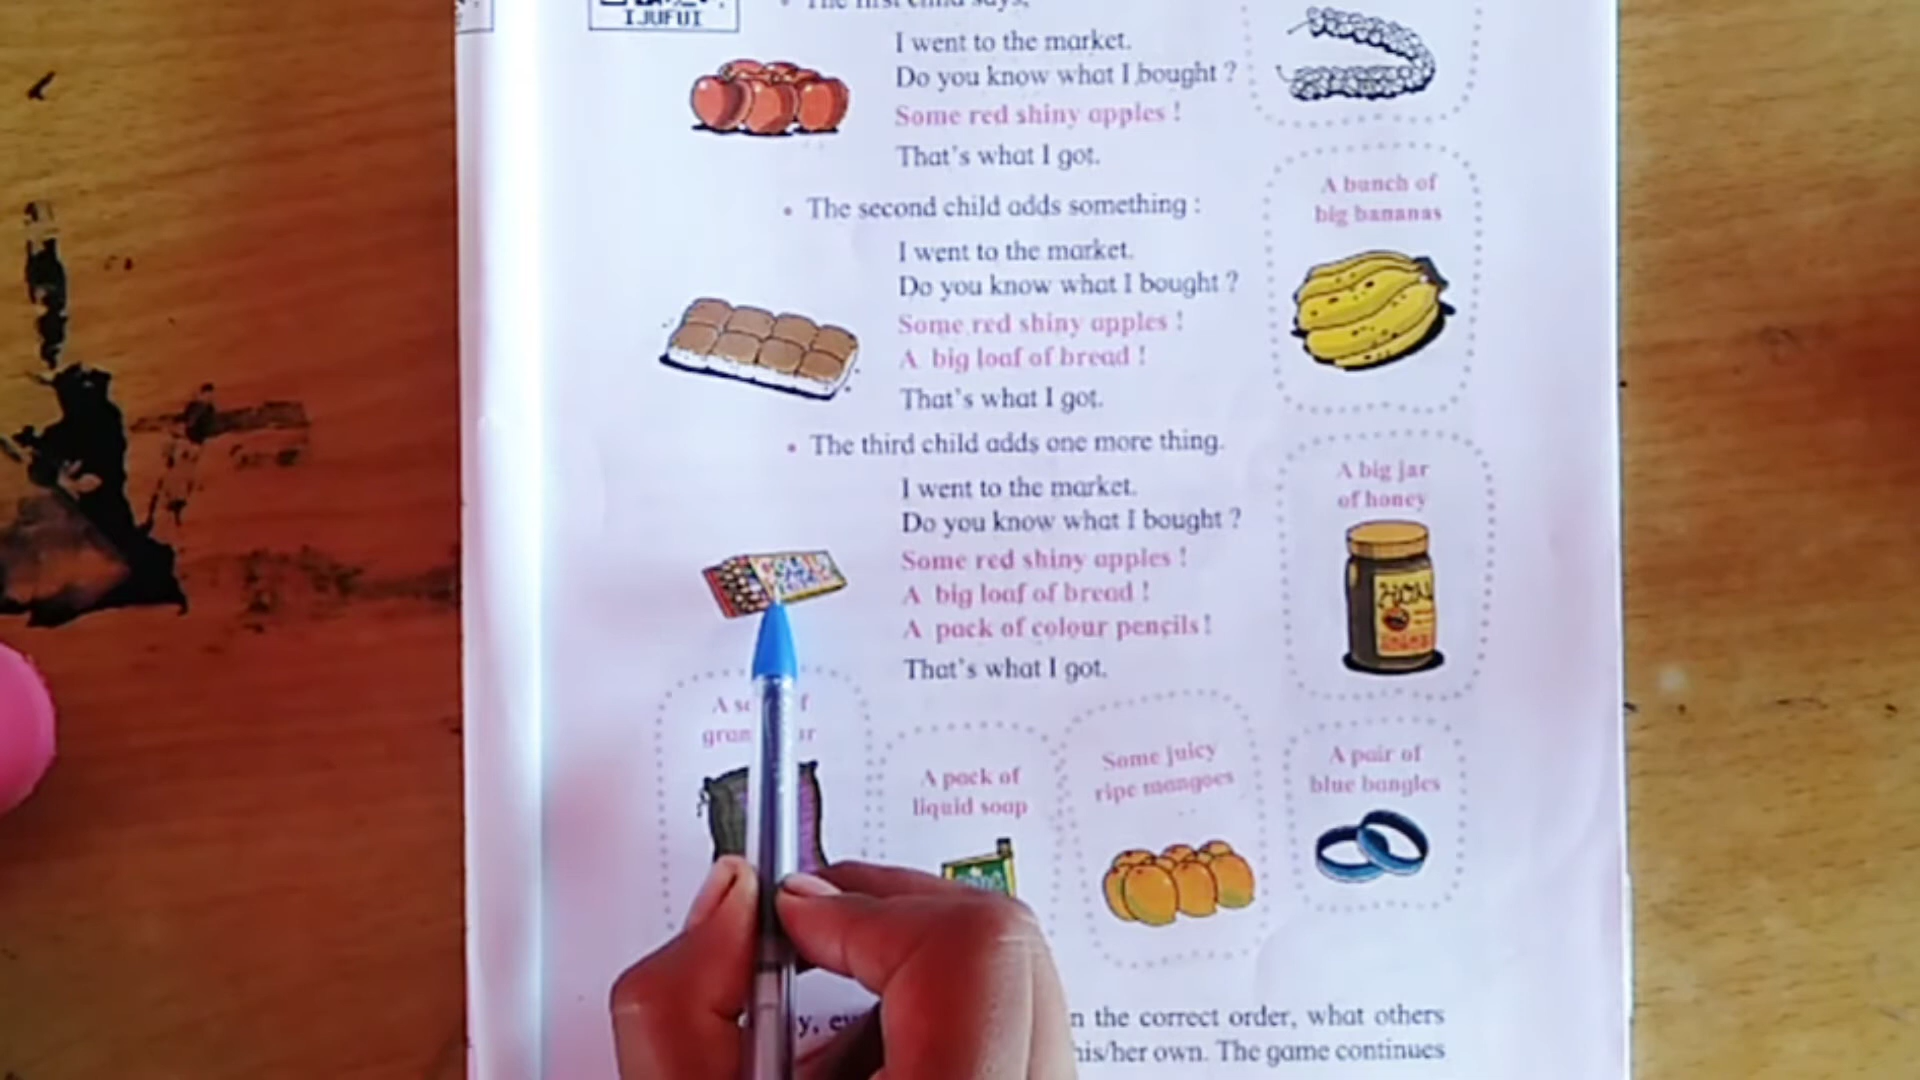 IJUFUI
The first child says,
I went to the market.
Do you know what I bought ?
Some red shiny apples !
That's what I got.
• The second child adds something :
I went to the market.
Do you know what I bought ?
Some red shiny apples !
A big loaf of bread !
That's what I got.
A bunch of
big bananas
• The third child adds one more thing.
I went to the market.
Do you know what I bought ?
Some red shiny apples !
A big loaf of bread !
A pack of colour pencils!
That's what I got.
A big jar
of honey
A pack of
liquid soap
Some juicy
ripe mangoes
A pair of
blue bangles
the correct order, what others
his/her own. The game continues